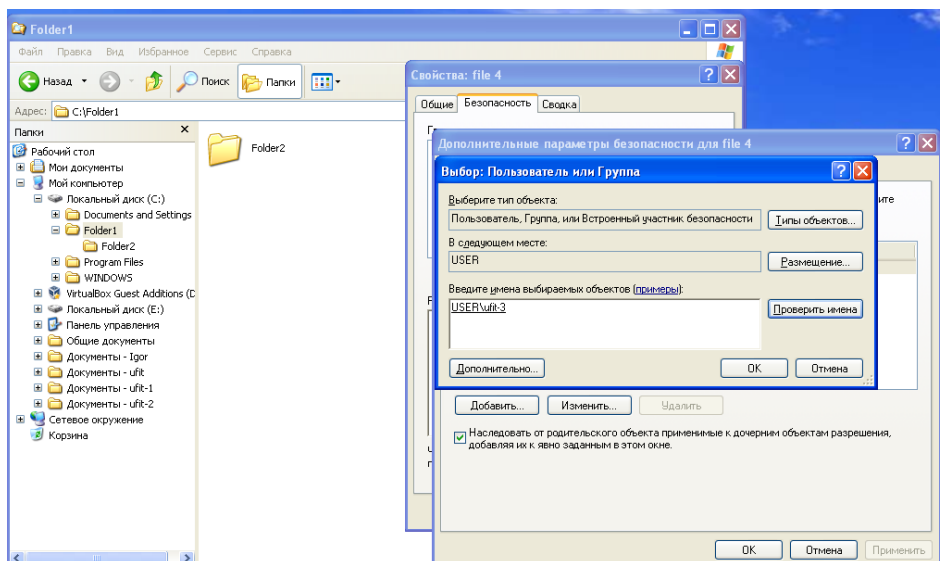 Folder1
Файл Правка Вид Избранное Сервис Справка
Назад Поиск Папки
Адрес: C:\Folder1
Папки
Рабочий стол
Мои документы
Мой компьютер
Локальный диск (C:)
Documents and Settings
Folder1
Folder2
Program Files
WINDOWS
VirtualBox Guest Additions (D
Локальный диск (E:)
Панель управления
Общие документы
Документы - Igor
Документы - ufit
Документы - ufit-1
Документы - ufit-2
Сетевое окружение
Корзина
Folder2
Свойства: file 4
Общие Безопасность Сводка
Дополнительные параметры безопасности для file 4
Выбор: Пользователь или Группа
Выберите тип объекта:
Пользователь, Группа, или Встроенный участник безопасности
Типы объектов...
В следующем месте:
USER
Размещение...
Введите имена выбираемых объектов (примеры):
USER\ufit-3
Проверить имена
Дополнительно...
OK
Отмена
Добавить...
Изменить...
Удалить
Наследовать от родительского объекта применимые к дочерним объектам разрешения,
добавляя их к явно заданным в этом окне.
OK
Отмена
Применить